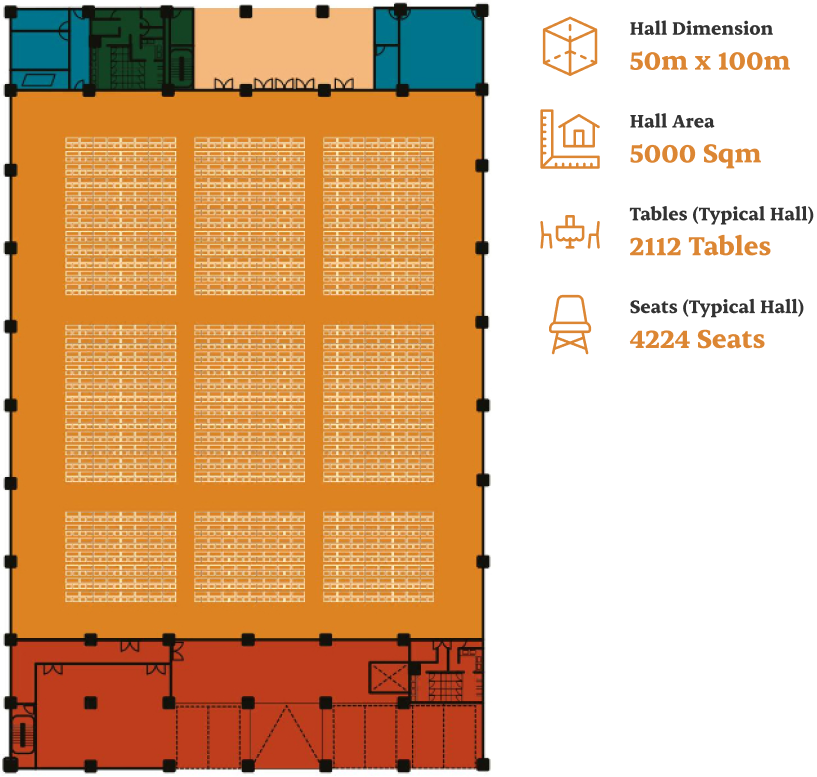 Hall Dimension
50m x 100m
Hall Area
5000 Sqm
Tables (Typical Hall)
2112 Tables
Seats (Typical Hall)
4224 Seats